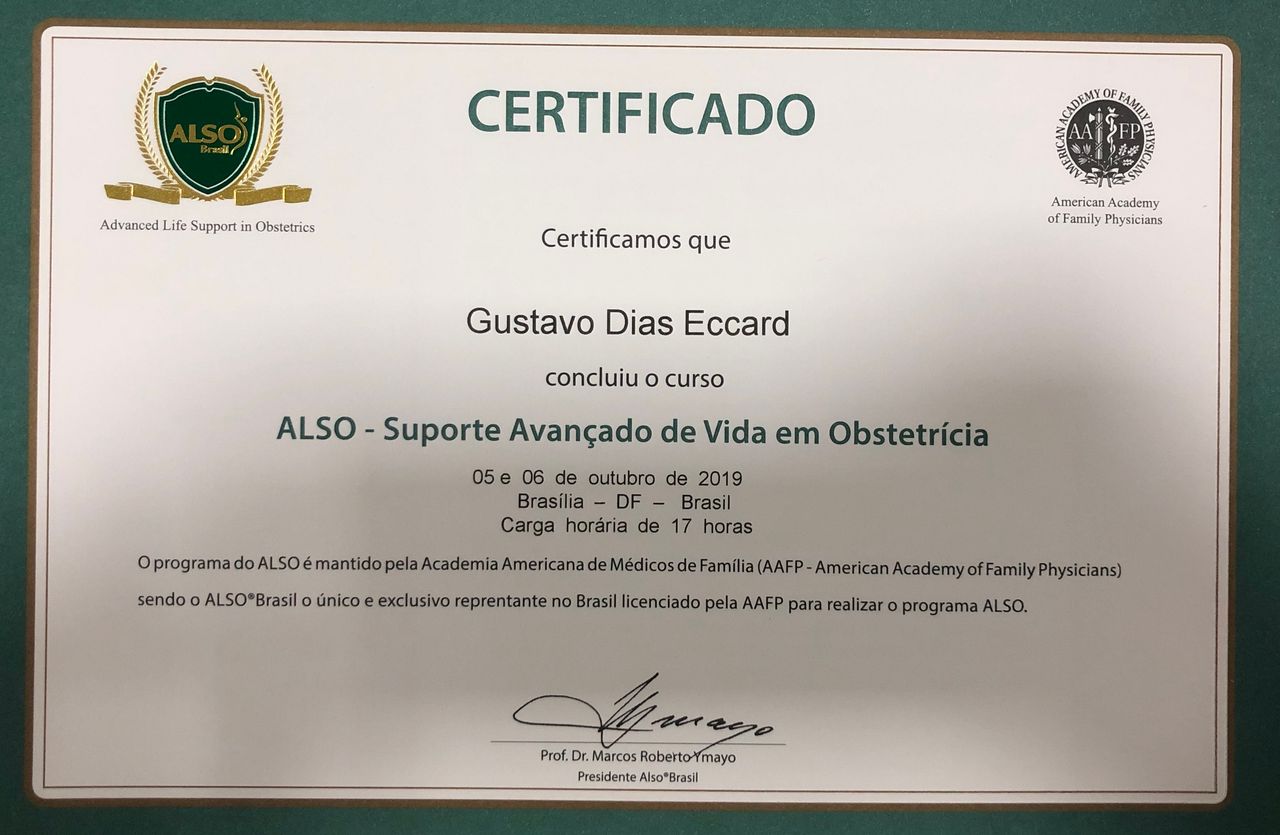 ALSO
Brasil
Advanced Life Support in Obstetrics
CERTIFICADO
AMERICAN ACADEMY OF FAMILY PHYSICIANS
AA FP
American Academy
of Family Physicians
Certificamos que
Gustavo Dias Eccard
concluiu o curso
ALSO - Suporte Avançado de Vida em Obstetrícia
05 e 06 de outubro de 2019
Brasília – DF – Brasil
Carga horária de 17 horas
O programa do ALSO é mantido pela Academia Americana de Médicos de Família (AAFP - American Academy of Family Physicians)
sendo o ALSO®Brasil o único e exclusivo reprentante no Brasil licenciado pela AAFP para realizar o programa ALSO.
Ymayo
Prof. Dr. Marcos Roberto Ymayo
Presidente Also®Brasil